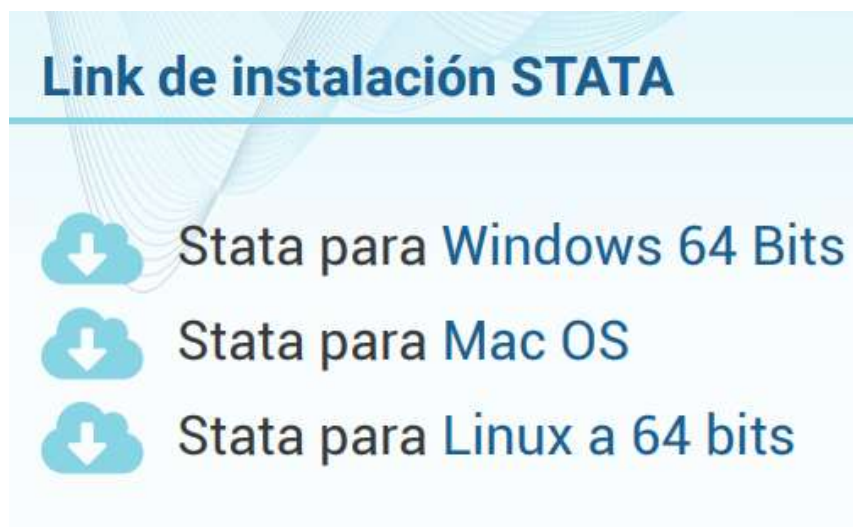 Link de instalación STATA
Stata para Windows 64 Bits
Stata para Mac OS
Stata para Linux a 64 bits